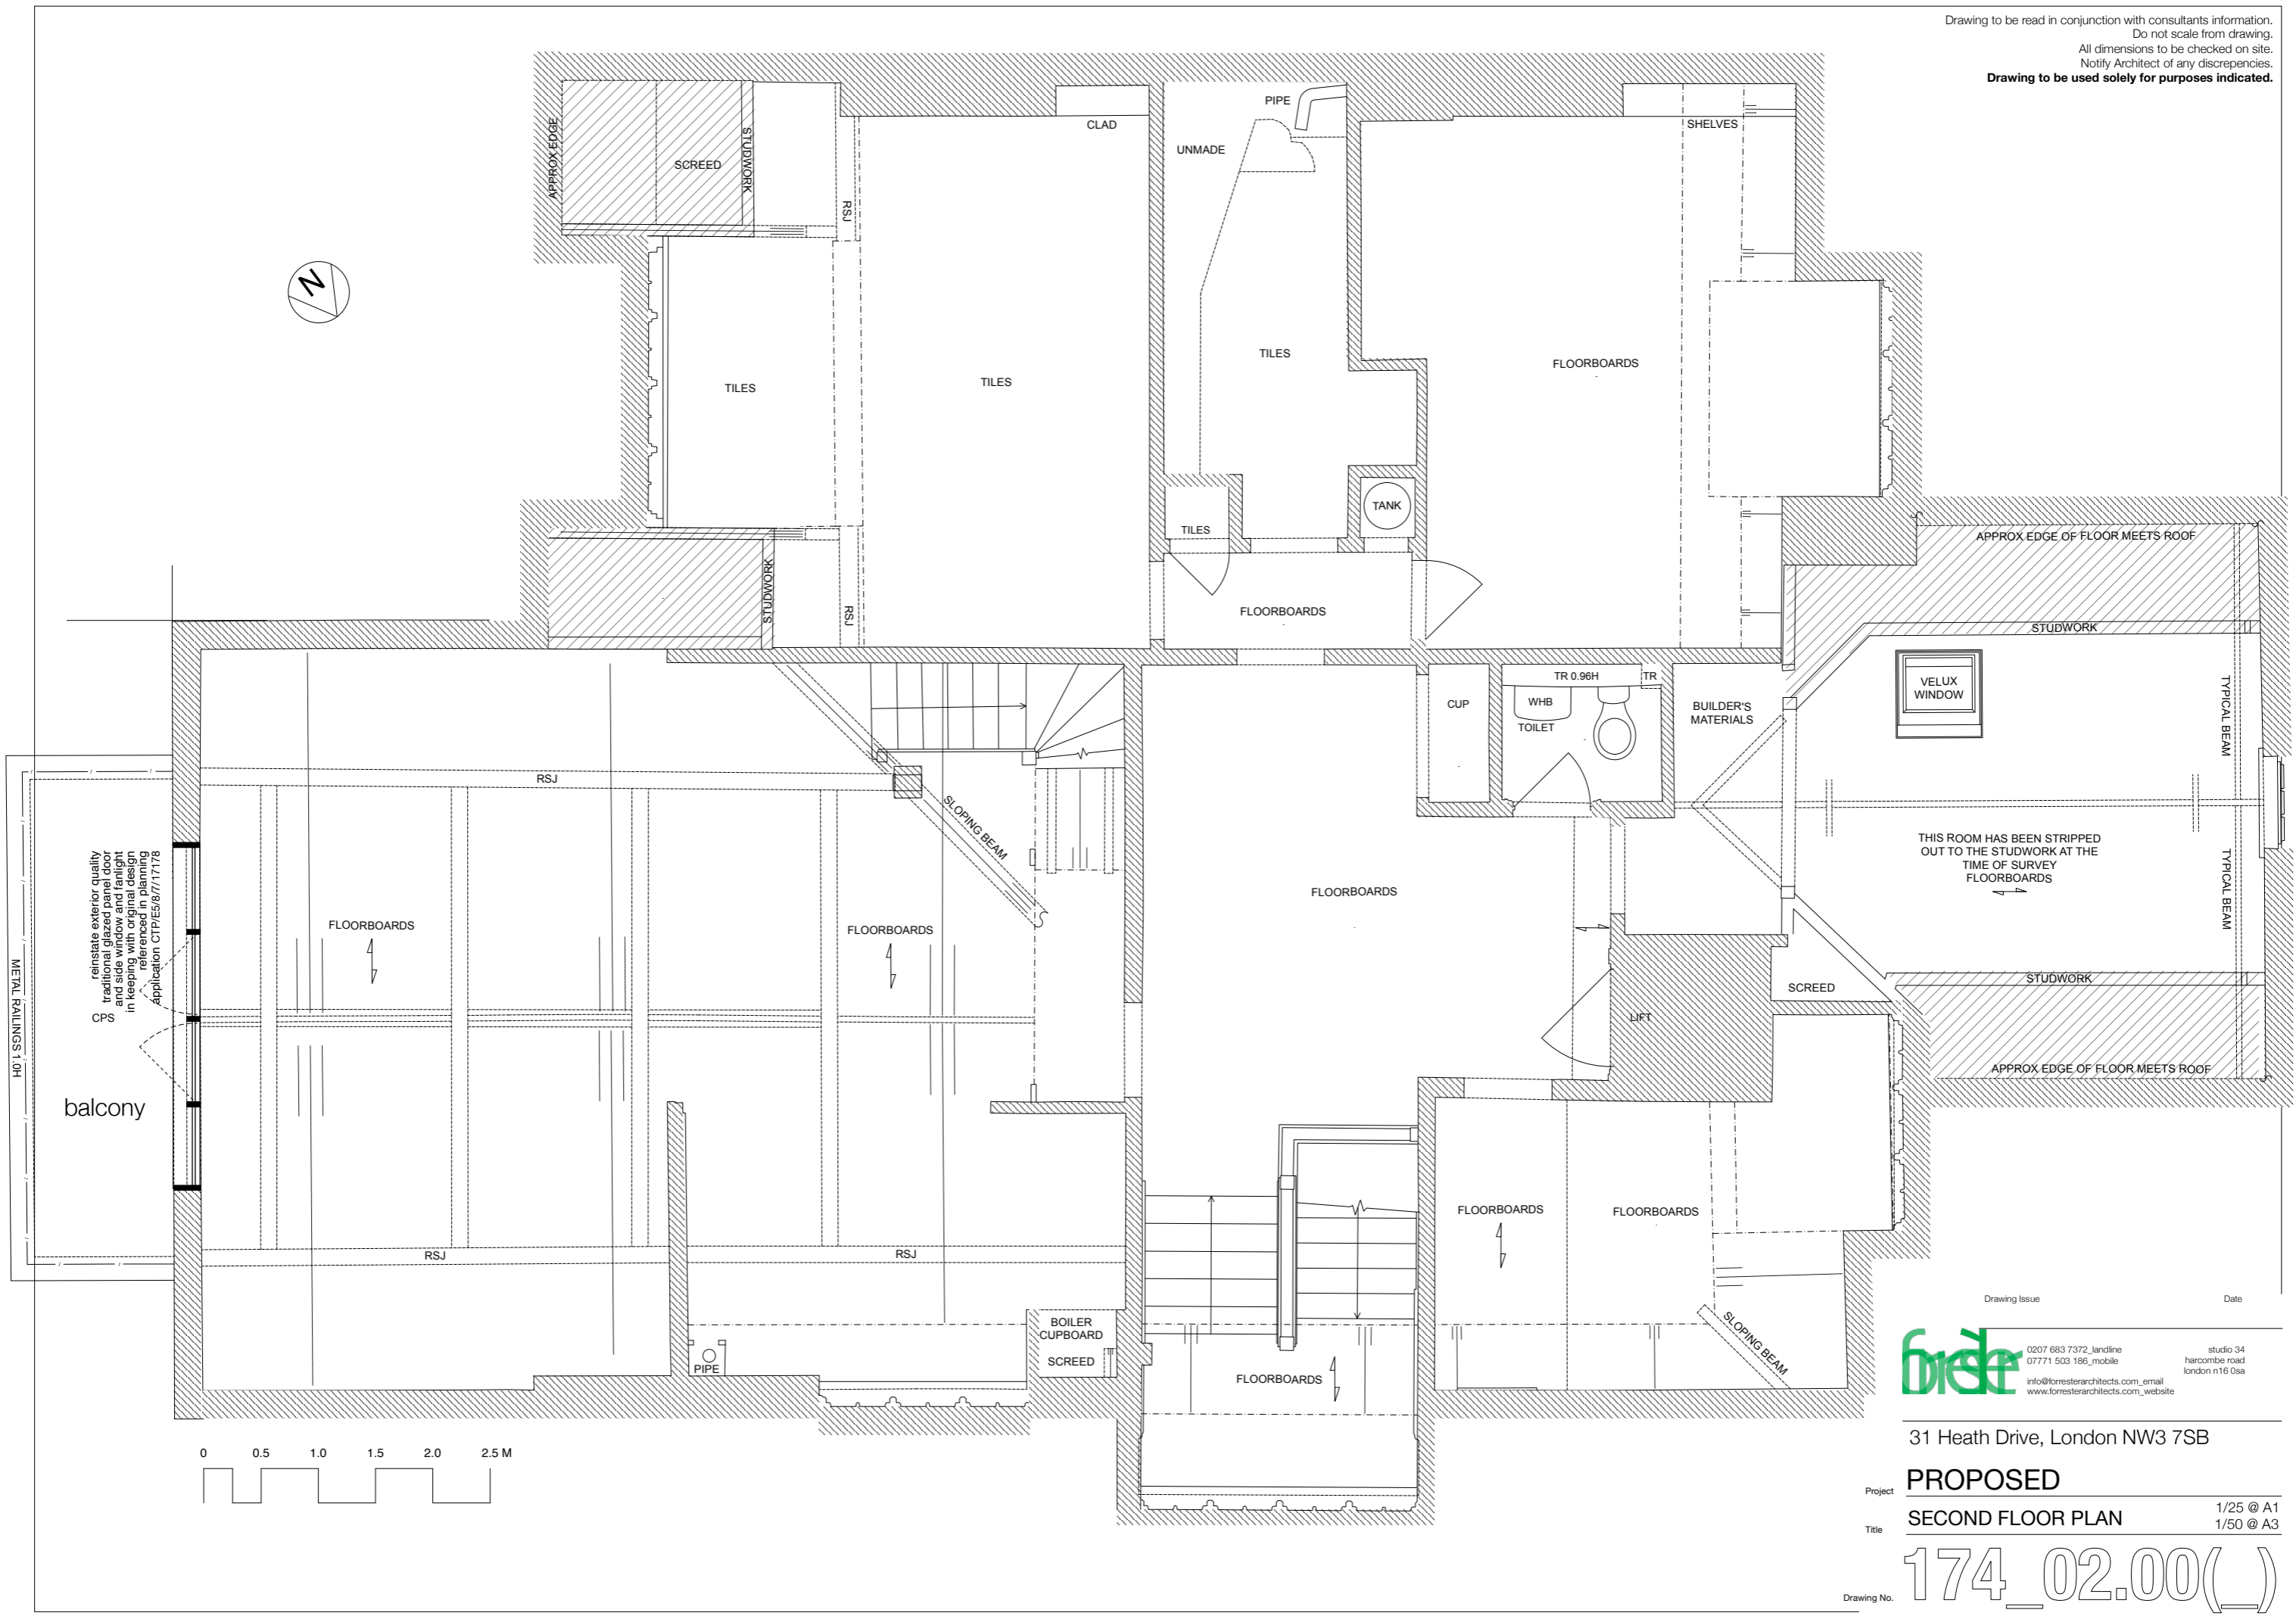 Drawing to be read in conjunction with consultants information.
Do not scale from drawing.
All dimensions to be checked on site.
Notify Architect of any discrepencies.
Drawing to be used solely for purposes indicated.
APPROX EDGE
SCREED
STUDWORK
RSJ
CLAD
PIPE
UNMADE
SHELVES
N
TILES
TILES
TILES
FLOORBOARDS
TANK
TILES
STUDWORK
RSJ
FLOORBOARDS
APPROX EDGE OF FLOOR MEETS ROOF
STUDWORK
TR 0.96H
TR
CUP
WHB
TOILET
BUILDER'S
MATERIALS
VELUX
WINDOW
TYPICAL BEAM
RSJ
SLOPING BEAM
THIS ROOM HAS BEEN STRIPPED
OUT TO THE STUDWORK AT THE
TIME OF SURVEY
FLOORBOARDS
TYPICAL BEAM
reinstate exterior quality
traditional glazed panel door
and side window and fanlight
in keeping with original design
referenced in planning
application CTP/E5/8/7/17178
FLOORBOARDS
FLOORBOARDS
FLOORBOARDS
METAL RAILINGS 1.0H
CPS
STUDWORK
SCREED
LIFT
balcony
APPROX EDGE OF FLOOR MEETS ROOF
FLOORBOARDS
FLOORBOARDS
RSJ
RSJ
BOILER
CUPBOARD
SCREED
PIPE
FLOORBOARDS
SLOPING BEAM
0 0.5 1.0 1.5 2.0 2.5 M
Drawing Issue Date
forrester
0207 683 7372_landline
07771 503 186_mobile
info@forresterarchitects.com_email
www.forresterarchitects.com_website
studio 34
harcombe road
london n16 0sa
31 Heath Drive, London NW3 7SB
Project PROPOSED
Title SECOND FLOOR PLAN
1/25 @ A1
1/50 @ A3
Drawing No. 174_02.00(_)